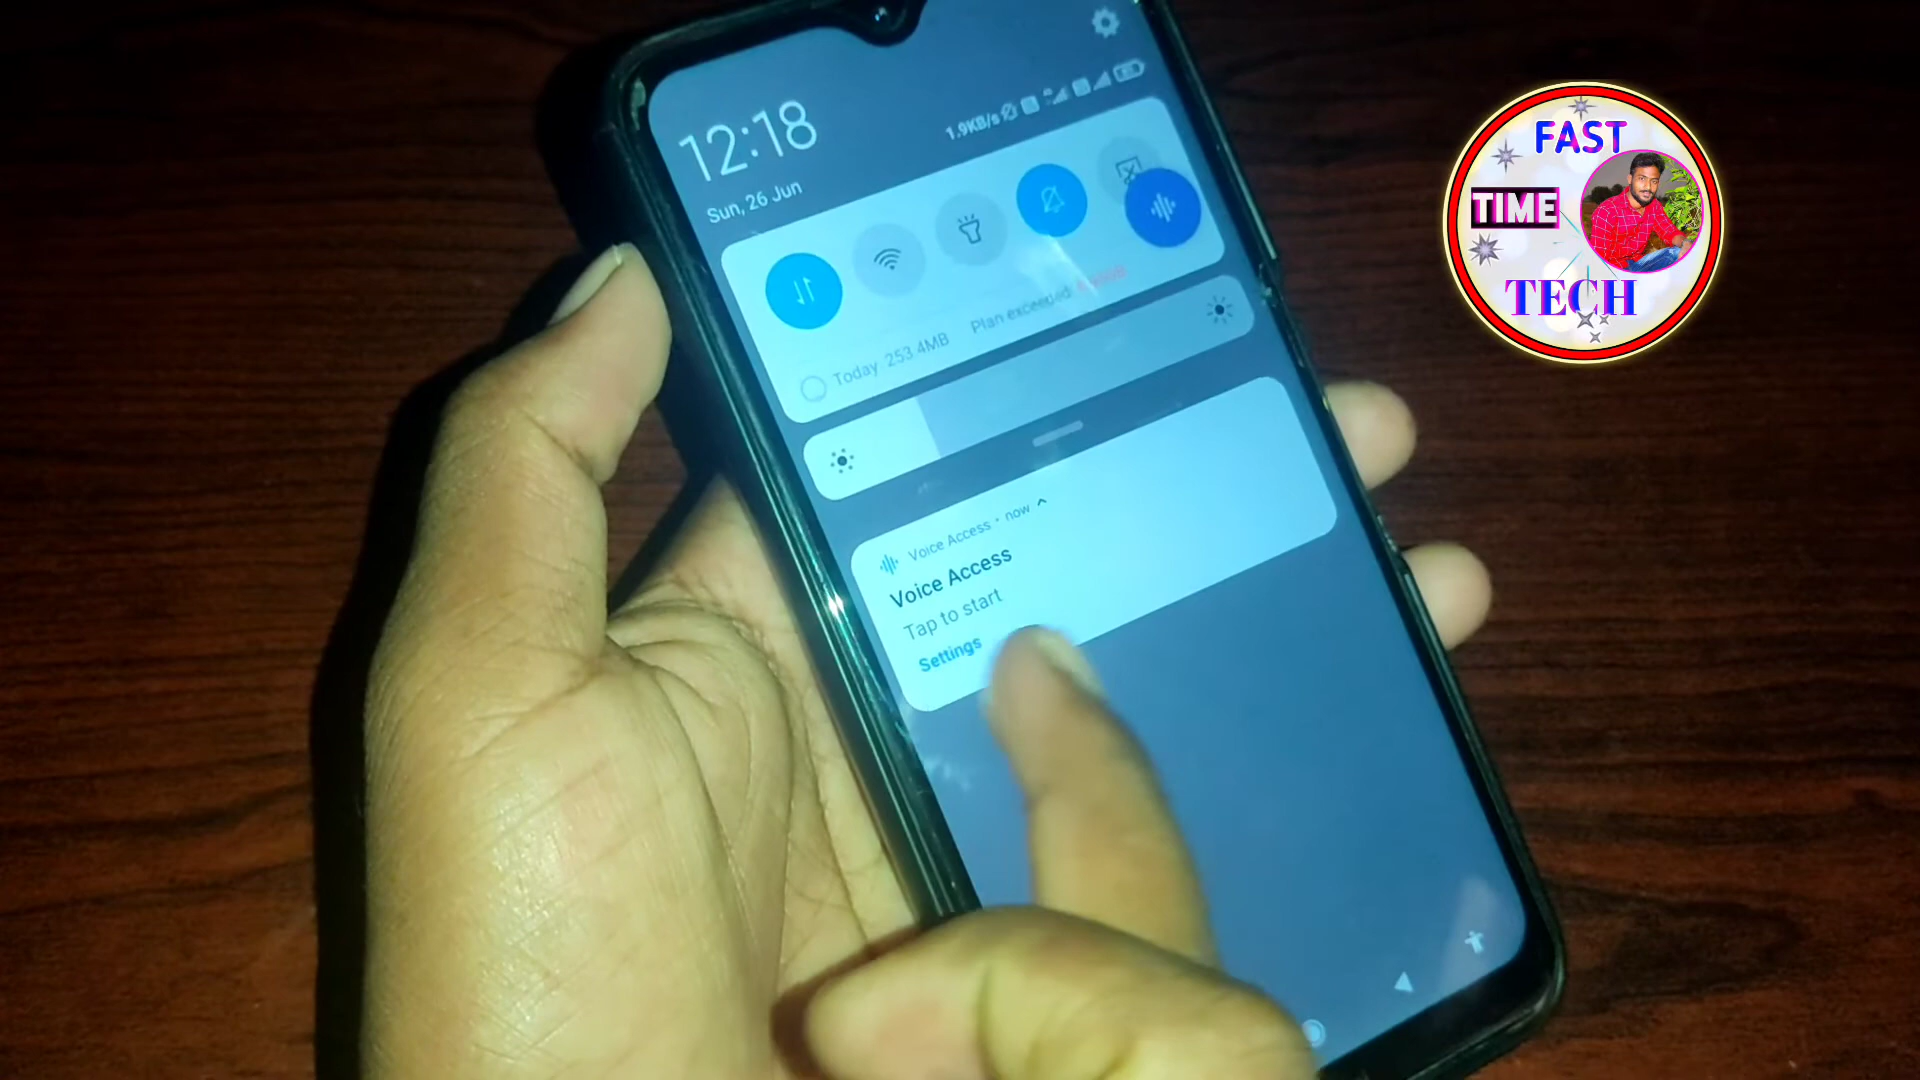 12:18
Sun, 26 Jun
1.9KB/s
Today 253.4MB
Plan exceeded:
Voice Access • now
Voice Access
Tap to start
Settings
FAST
TIME
TECH